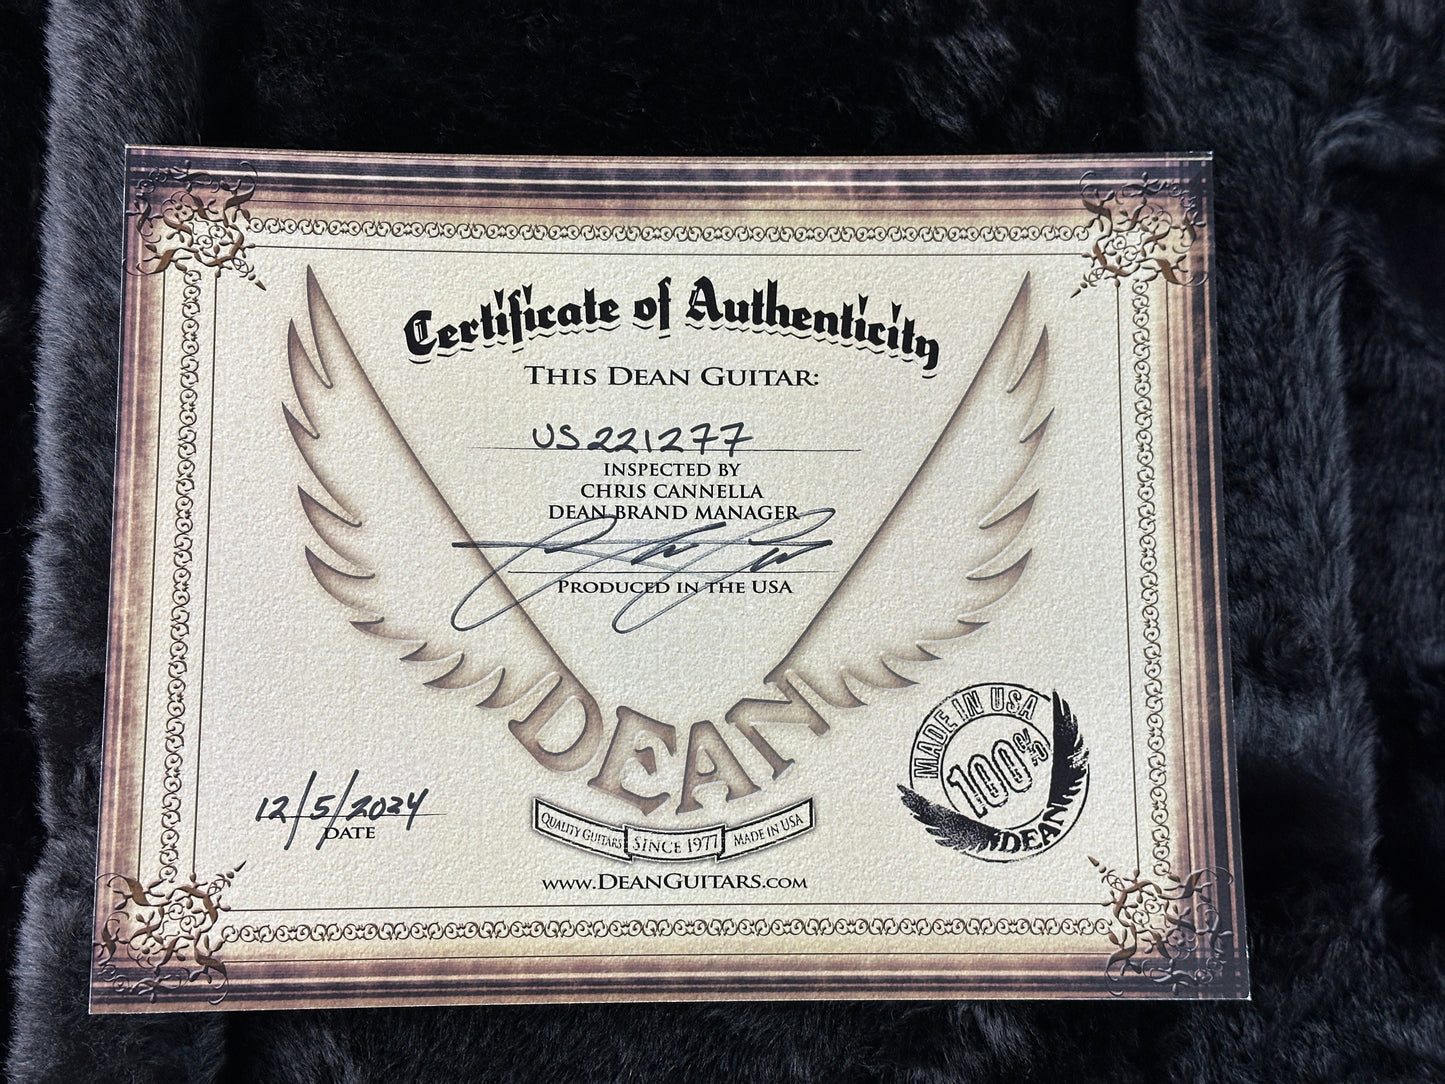 Certificate of Authenticity
THIS DEAN GUITAR:
US221277
INSPECTED BY
CHRIS CANNELLA
DEAN BRAND MANAGER
PRODUCED IN THE USA
DEAN
QUALITY GUITARS SINCE 1977 MADE IN USA
WWW.DEANGUITARS.COM
12/5/2024
DATE
MADE IN USA
100%
DEAN